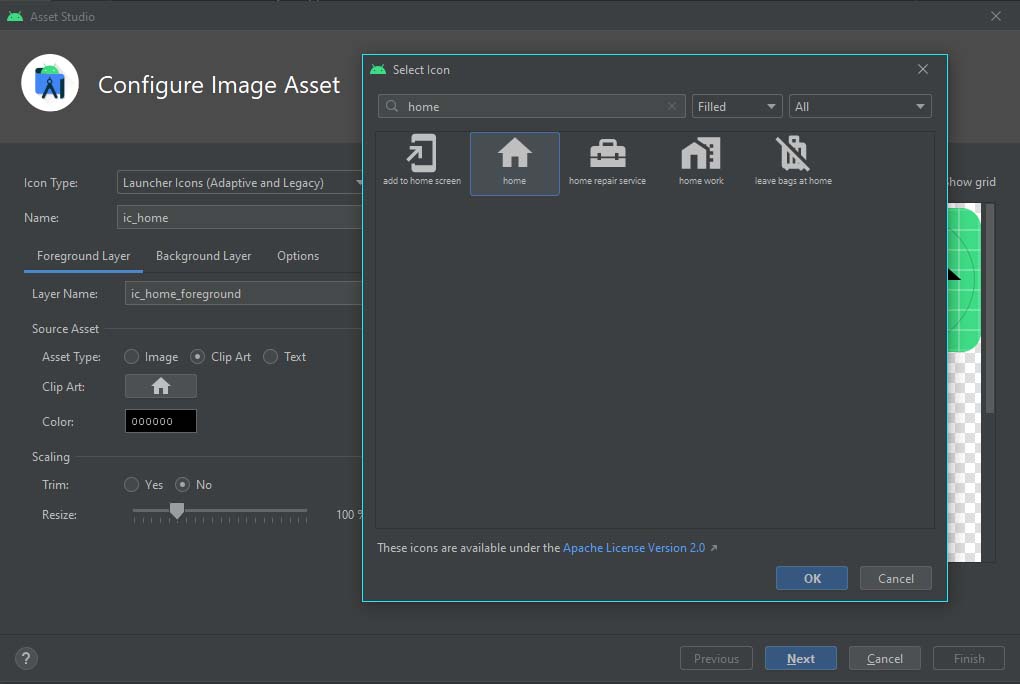 Asset Studio
Configure Image Asset
Icon Type:
Launcher Icons (Adaptive and Legacy)
Name:
ic_home
Foreground Layer
Background Layer
Options
Layer Name:
ic_home_foreground
Source Asset
Asset Type:
Image
Clip Art
Text
Clip Art:
Color:
000000
Scaling
Trim:
Yes
No
Resize:
100 %
Select Icon
home
Filled
All
add to home screen
home
home repair service
home work
leave bags at home
These icons are available under the Apache License Version 2.0
OK
Cancel
how grid
?
Previous
Next
Cancel
Finish